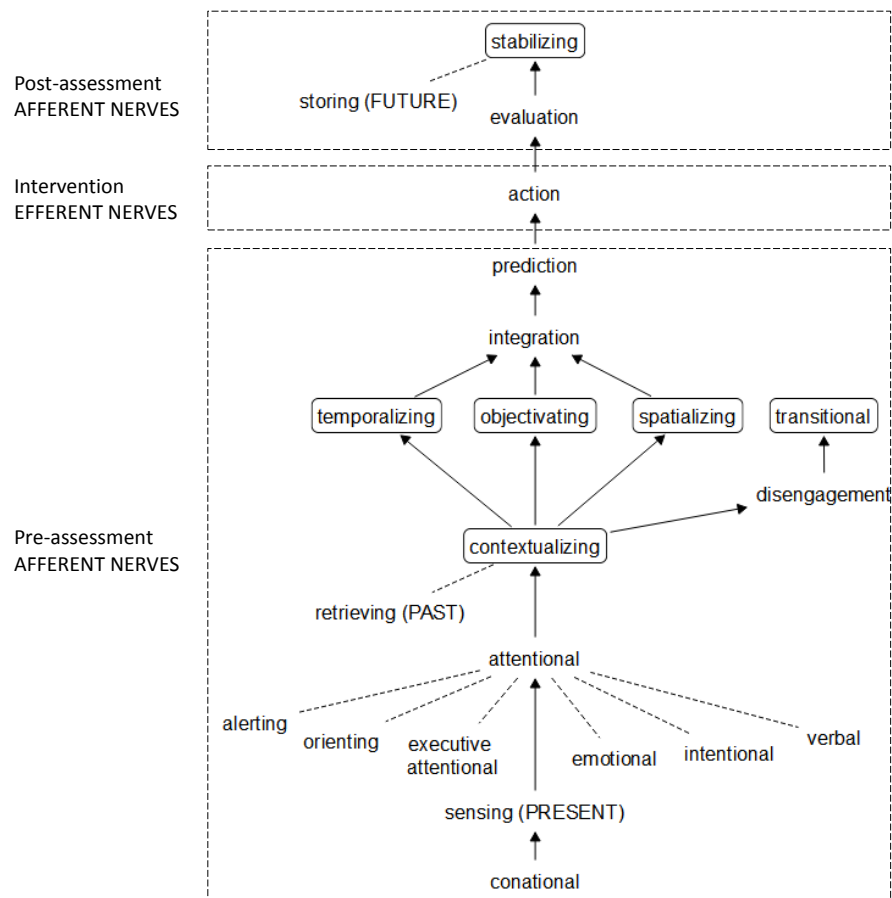 stabilizing
Post-assessment
AFFERENT NERVES
storing (FUTURE)
evaluation
Intervention
EFFERENT NERVES
action
prediction
integration
temporalizing
objectivating
spatializing
transitional
disengagement
Pre-assessment
AFFERENT NERVES
contextualizing
retrieving (PAST)
attentional
alerting
orienting
executive
attentional
emotional
intentional
verbal
sensing (PRESENT)
conational